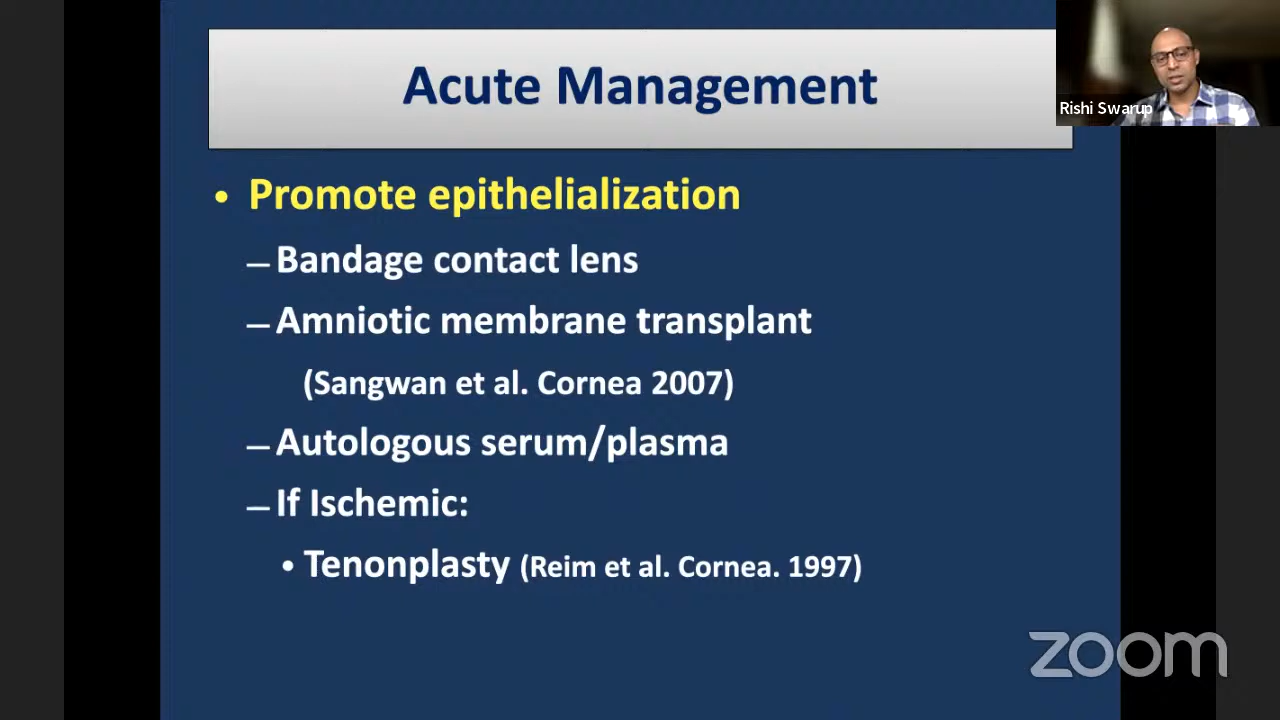 Acute Management
Rishi Swarup
• Promote epithelialization
– Bandage contact lens
– Amniotic membrane transplant
(Sangwan et al. Cornea 2007)
– Autologous serum/plasma
– If Ischemic:
• Tenonplasty (Reim et al. Cornea. 1997)
zoom